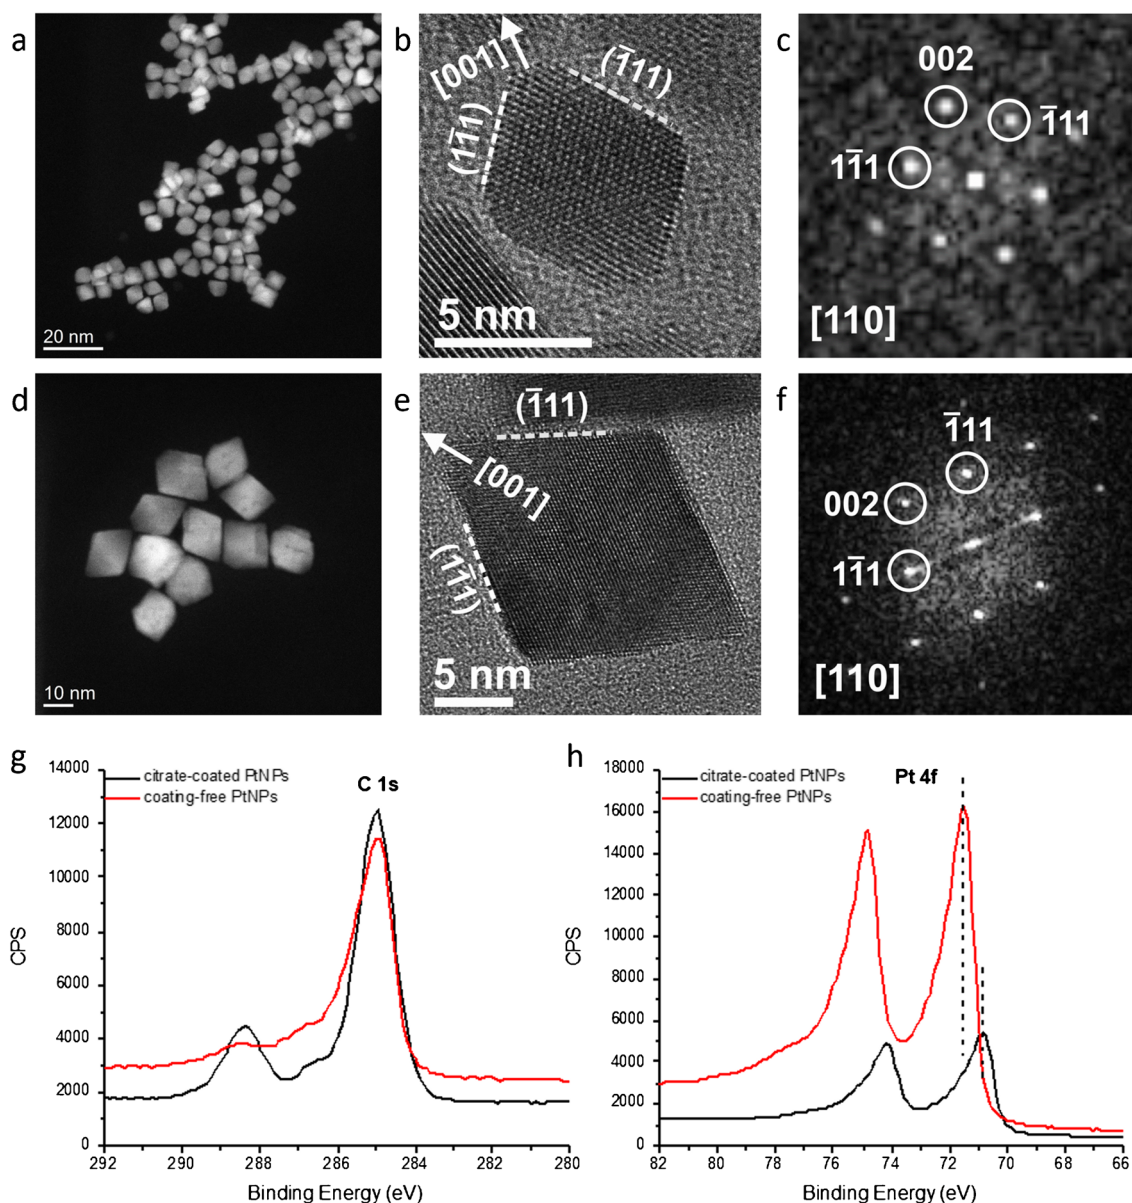 a
20 nm
b
[001]
(1̅11)
(11̅1)
5 nm
c
002
1̅11
11̅1
[110]
d
10 nm
e
(1̅11)
[001]
(11̅1)
5 nm
f
1̅11
002
11̅1
[110]
g
14000
12000
10000
8000
6000
4000
2000
0
CPS
citrate-coated PtNPs
coating-free PtNPs
C 1s
292
290
288
286
284
282
280
Binding Energy (eV)
h
18000
16000
14000
12000
10000
8000
6000
4000
2000
0
CPS
citrate-coated PtNPs
coating-free PtNPs
Pt 4f
82
80
78
76
74
72
70
68
66
Binding Energy (eV)